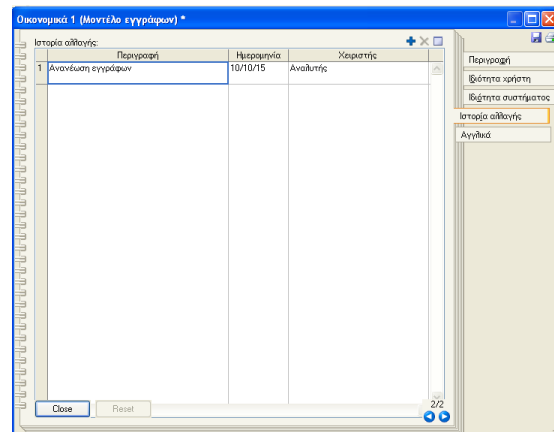 Οικονομικά 1 (Μοντέλο εγγράφων) *
Ιστορία αλλαγής:
Περιγραφή Ημερομηνία Χειριστής
1 Ανανέωση εγγράφων 10/10/15 Αναλυτής
Περιγραφή
Ιδιότητα χρήστη
Ιδιότητα συστήματος
Ιστορία αλλαγής
Αγγλικά
2/2
Close Reset